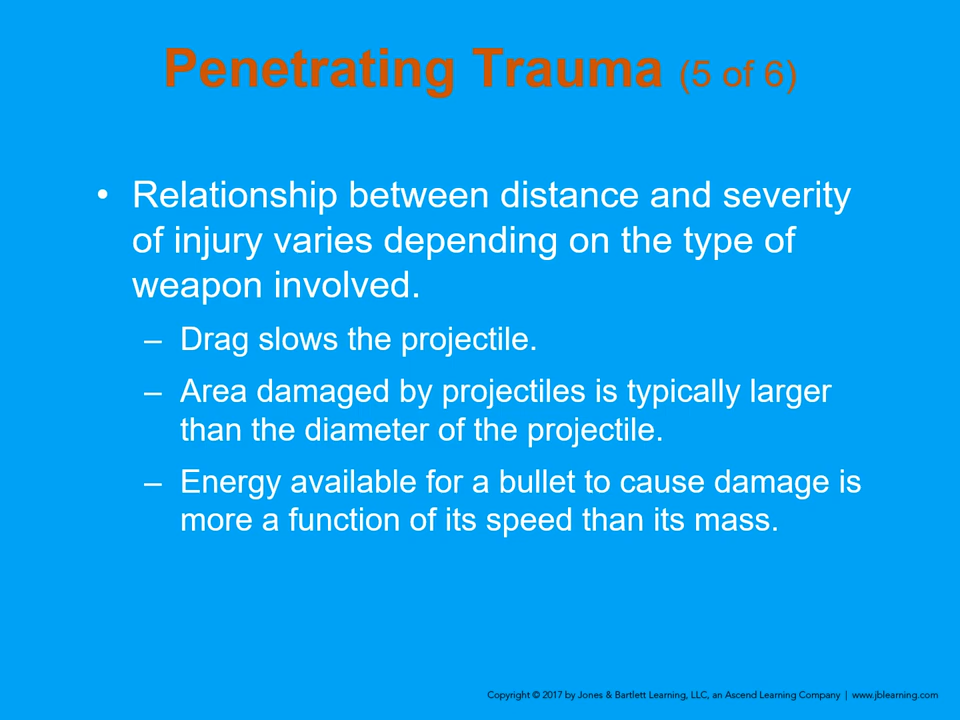 Penetrating Trauma (5 of 6)
• Relationship between distance and severity
of injury varies depending on the type of
weapon involved.
– Drag slows the projectile.
– Area damaged by projectiles is typically larger
than the diameter of the projectile.
– Energy available for a bullet to cause damage is
more a function of its speed than its mass.
Copyright © 2017 by Jones & Bartlett Learning, LLC, an Ascend Learning Company | www.jblearning.com